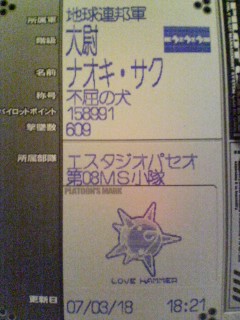 所属軍 地球連邦軍
階級 大尉
名前 ナオキ・サク
称号 不屈の犬
パイロットポイント 158991
撃墜数 609
所属部隊 エスタジオパセオ
第08MS小隊
PLATOON'S MARK
LOVE HAMMER
更新日 07/03/18 18:21